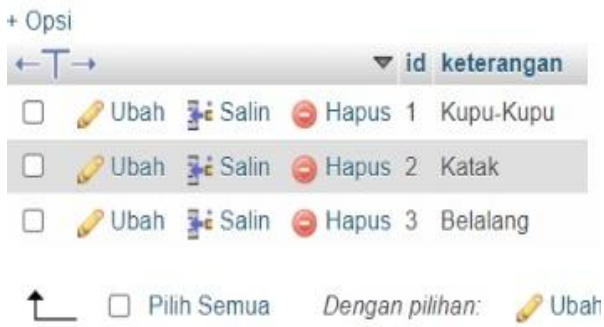 + Opsi
id keterangan
Ubah Salin Hapus 1 Kupu-Kupu
Ubah Salin Hapus 2 Katak
Ubah Salin Hapus 3 Belalang
Pilih Semua Dengan pilihan: Ubah